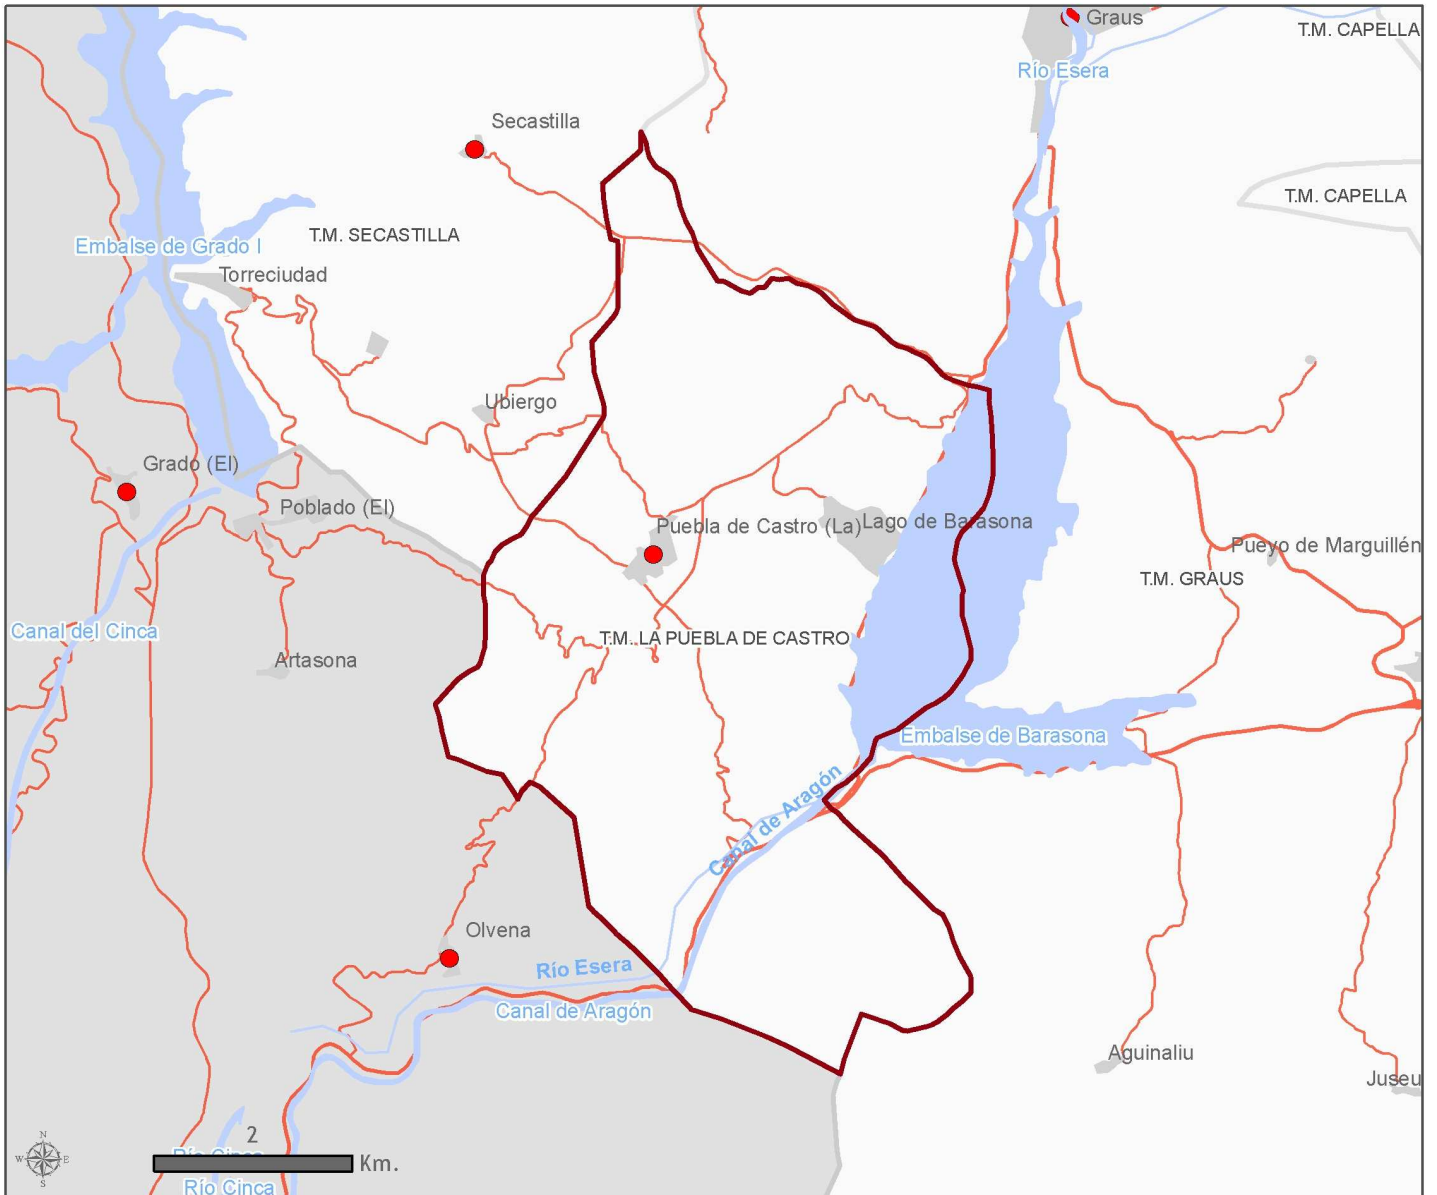 Graus
T.M. CAPELLA
Río Esera
Secastilla
T.M. CAPELLA
T.M. SECASTILLA
Embalse de Grado I
Torreciudad
Ubiergo
Grado (El)
Poblado (El)
Puebla de Castro (La)
Lago de Barasona
Pueyo de Marguillén
T.M. GRAUS
Canal del Cinca
T.M. LA PUEBLA DE CASTRO
Artasona
Embalse de Barasona
Canal de Aragón
Olvena
Río Esera
Canal de Aragón
Aguinaliu
Juseu
N
W E
S
2
Km.
Río Cinca
Río Cinca